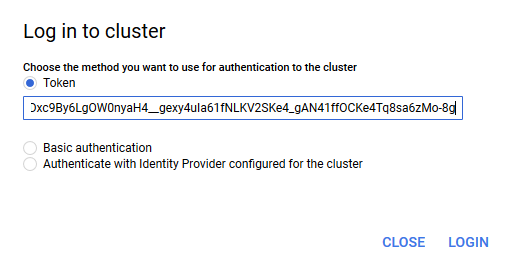 Log in to cluster
Choose the method you want to use for authentication to the cluster
Token
Oxc9By6LgOW0nyaH4__gexy4uIa61fNLKV2SKe4_gAN41ffOCKe4Tq8sa6zMo-8g
Basic authentication
Authenticate with Identity Provider configured for the cluster
CLOSE LOGIN